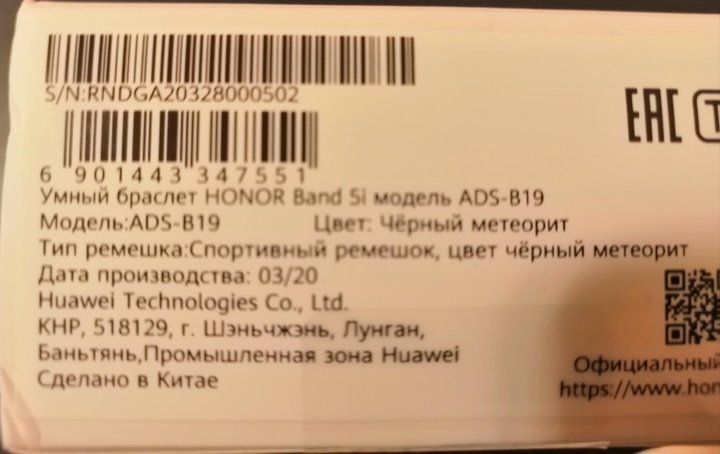 S/N:RNDGA20328000502
EAC
6 901443 347551
Умный браслет HONOR Band 5i модель ADS-B19
Модель:ADS-B19 Цвет: Чёрный метеорит
Тип ремешка:Спортивный ремешок, цвет чёрный метеорит
Дата производства: 03/20
Huawei Technologies Co., Ltd.
КНР, 518129, г. Шэньчжэнь, Лунган,
Баньтянь,Промышленная зона Huawei
Сделано в Китае
Официальный
https://www.hon